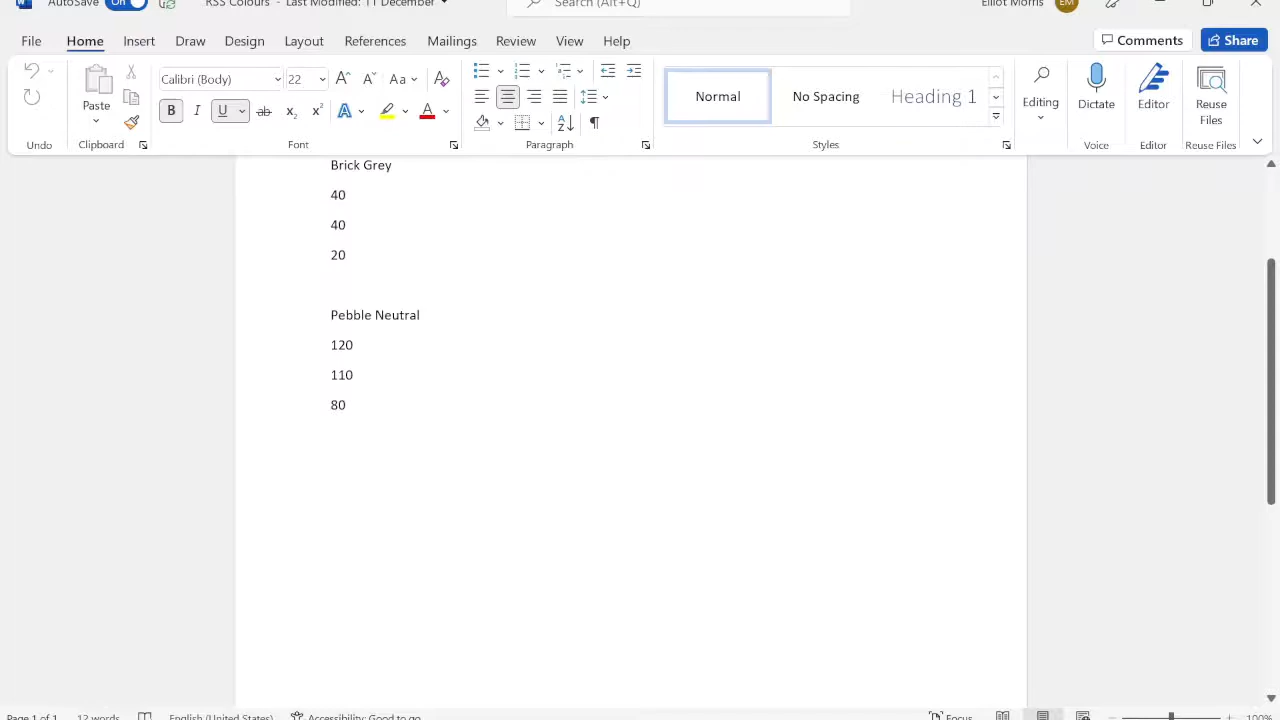 AutoSave On RSS Colours - Last Modified: 11 December Search (Alt+Q) Elliot Morris EM
File Home Insert Draw Design Layout References Mailings Review View Help Comments Share
Calibri (Body) 22 Aa
Normal No Spacing Heading 1
Paste Editing Dictate Editor Reuse Files
Undo Clipboard Font Paragraph Styles Voice Editor Reuse Files
Brick Grey
40
40
20
Pebble Neutral
120
110
80
Page 1 of 1 12 words English (United States) Accessibility: Good to go Focus 100%